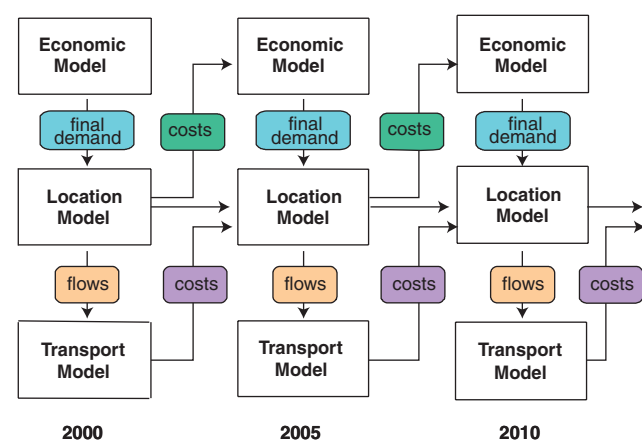 Economic
Model
Economic
Model
Economic
Model
final
demand
costs
final
demand
costs
final
demand
Location
Model
Location
Model
Location
Model
flows
costs
flows
costs
flows
costs
Transport
Model
Transport
Model
Transport
Model
2000
2005
2010